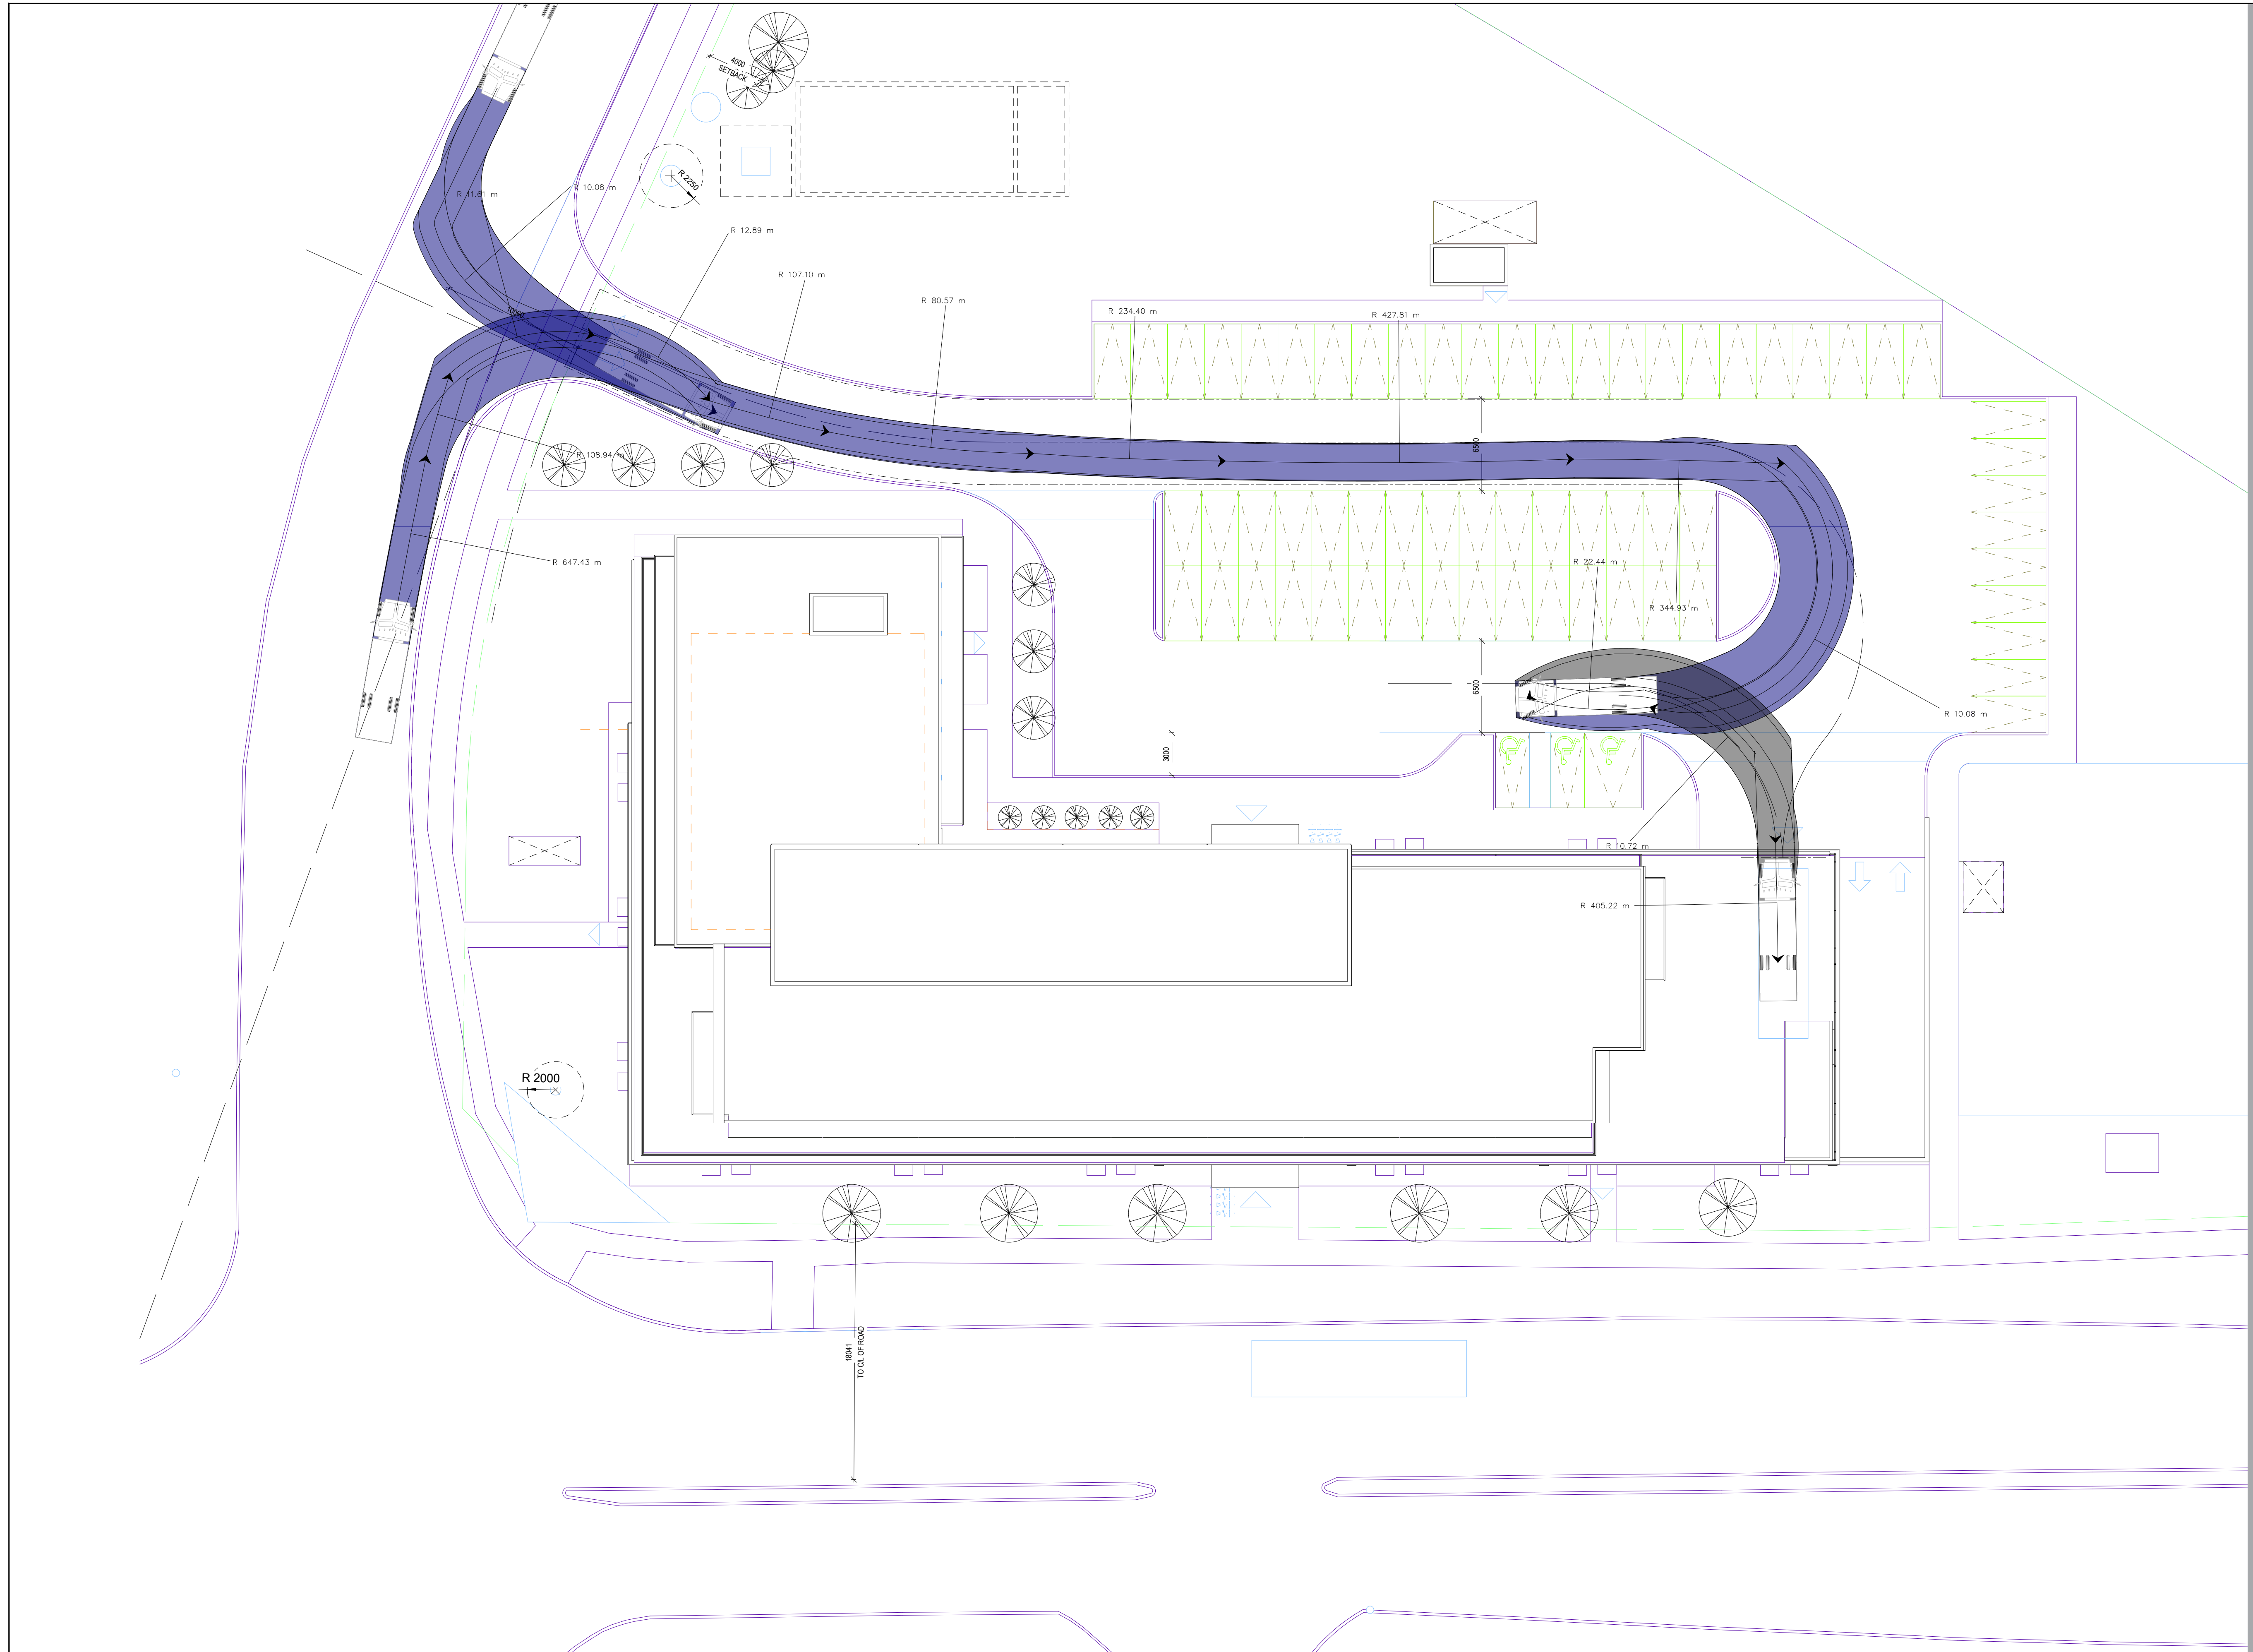 4000
SETBACK
R 2250
R 11.61 m
R 10.08 m
R 12.89 m
R 107.10 m
R 80.57 m
R 234.40 m
R 427.81 m
10000
6500
R 108.94 m
R 647.43 m
R 22.44 m
R 344.93 m
6500
R 10.08 m
3000
R 10.72 m
R 405.22 m
R 2000
18041
TO C/L OF ROAD